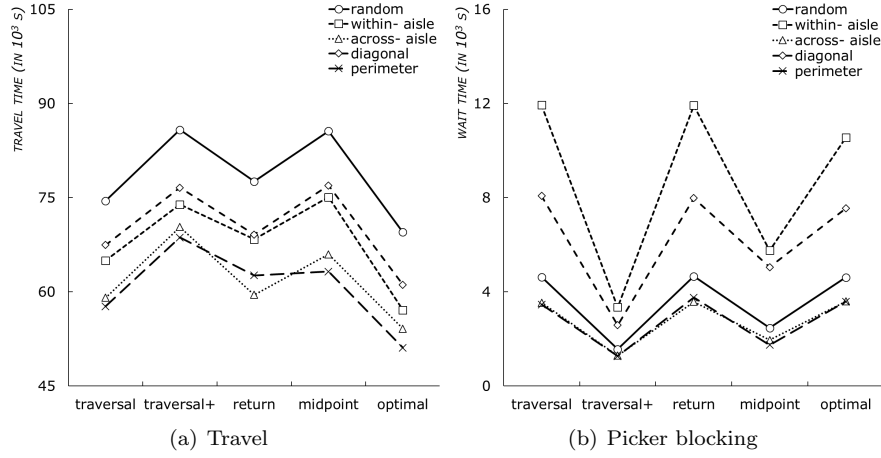 105
90
75
60
45
TRAVEL TIME (IN 10³ s)
random
within- aisle
across- aisle
diagonal
perimeter
traversal traversal+ return midpoint optimal
(a) Travel
16
12
8
4
0
WAIT TIME (IN 10³ s)
random
within- aisle
across- aisle
diagonal
perimeter
traversal traversal+ return midpoint optimal
(b) Picker blocking